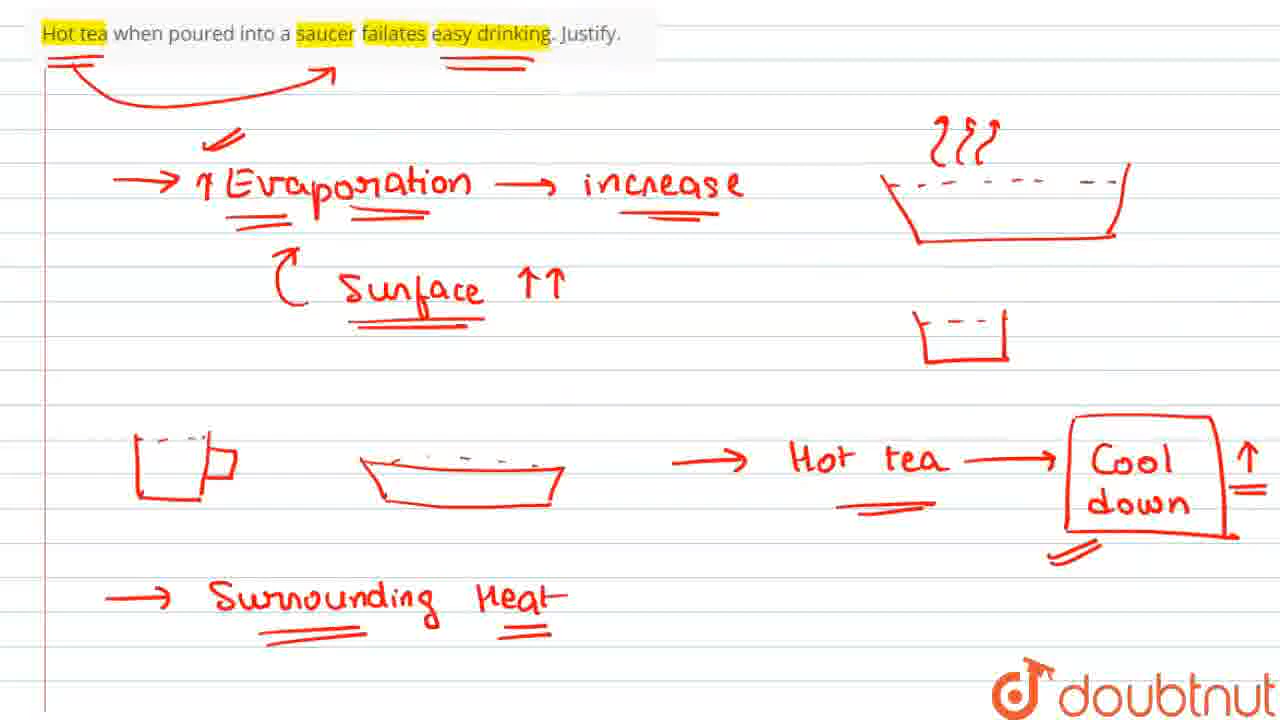 Hot tea when poured into a saucer failates easy drinking. Justify.
→ ↑ Evaporation → increase
Surface ↑↑
→ Hot tea → Cool down ↑
→ Surrounding Heat
doubtnut